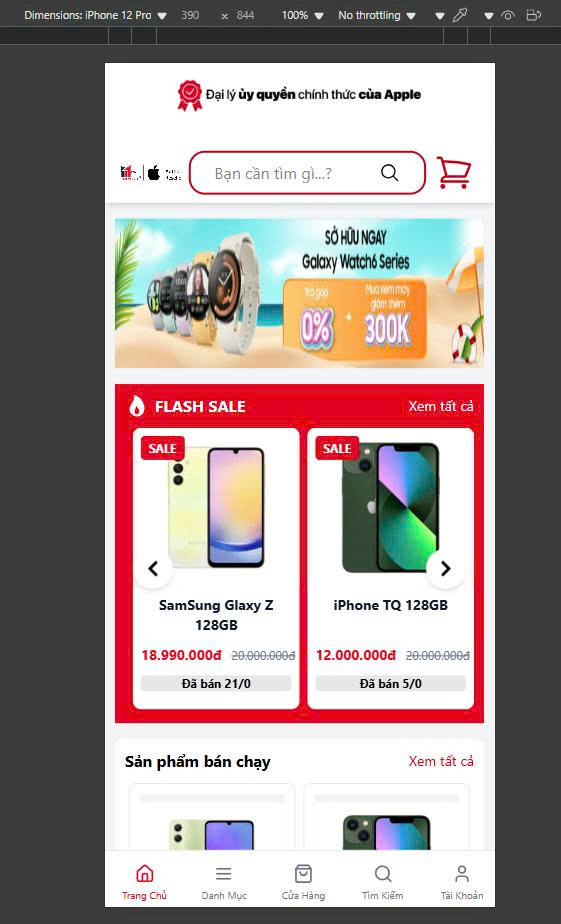 Dimensions: iPhone 12 Pro 390 x 844 100% No throttling
Đại lý ủy quyền chính thức của Apple
Bạn cần tìm gì...?
SỞ HỮU NGAY
Galaxy Watch6 Series
Trả góp
0%
+
Mua kèm máy
giảm thêm
300K
FLASH SALE Xem tất cả
SALE
SamSung Glaxy Z
128GB
18.990.000đ 20.000.000đ
Đã bán 21/0
SALE
iPhone TQ 128GB
12.000.000đ 20.000.000đ
Đã bán 5/0
Sản phẩm bán chạy Xem tất cả
Trang Chủ Danh Mục Cửa Hàng Tìm Kiếm Tài Khoản